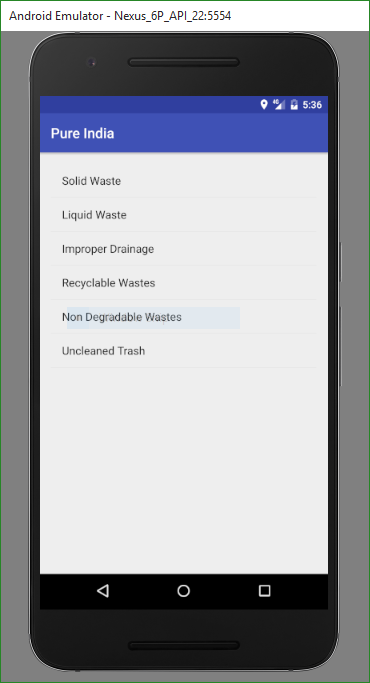 Android Emulator - Nexus_6P_API_22:5554
4G 5:36
Pure India
Solid Waste
Liquid Waste
Improper Drainage
Recyclable Wastes
Non Degradable Wastes
Uncleaned Trash